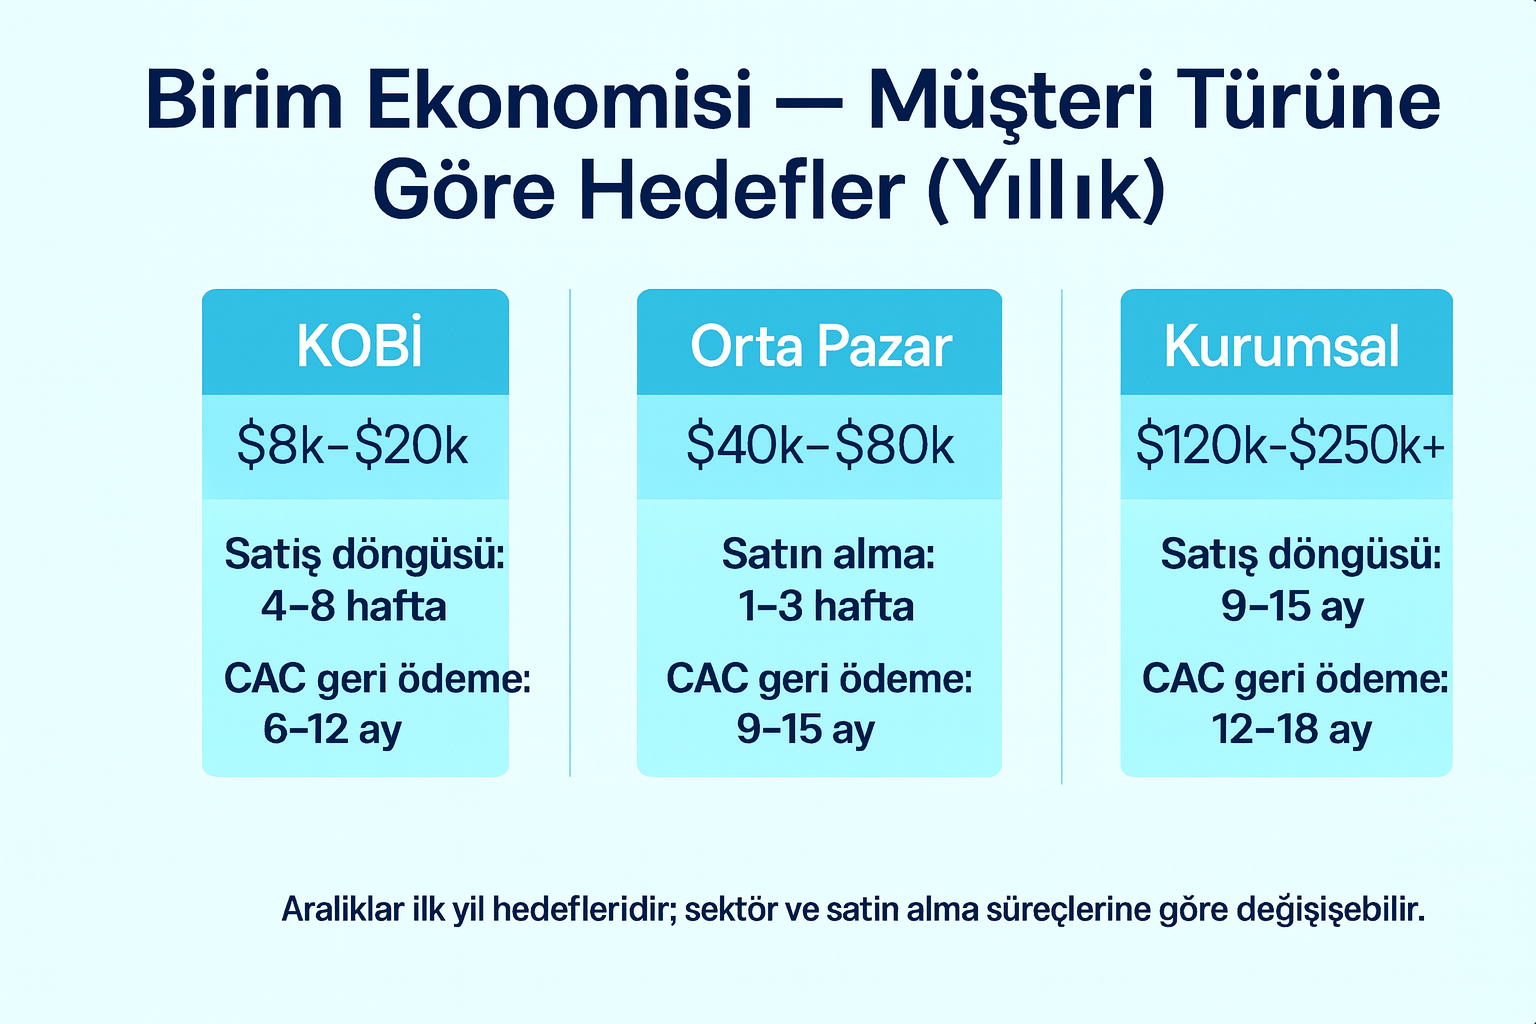 Birim Ekonomisi — Müşteri Türüne
Göre Hedefler (Yıllık)
KOBİ
$8k–$20k
Satiş döngüsü:
4–8 hafta
CAC geri ödeme:
6–12 ay
Orta Pazar
$40k–$80k
Satın alma:
1–3 hafta
CAC geri ödeme:
9–15 ay
Kurumsal
$120k-$250k+
Satış döngüsü:
9–15 ay
CAC geri ödeme:
12–18 ay
Araliklar ilk yil hedefleridir; sektör ve satin alma süreçlerine göre değişişebilir.